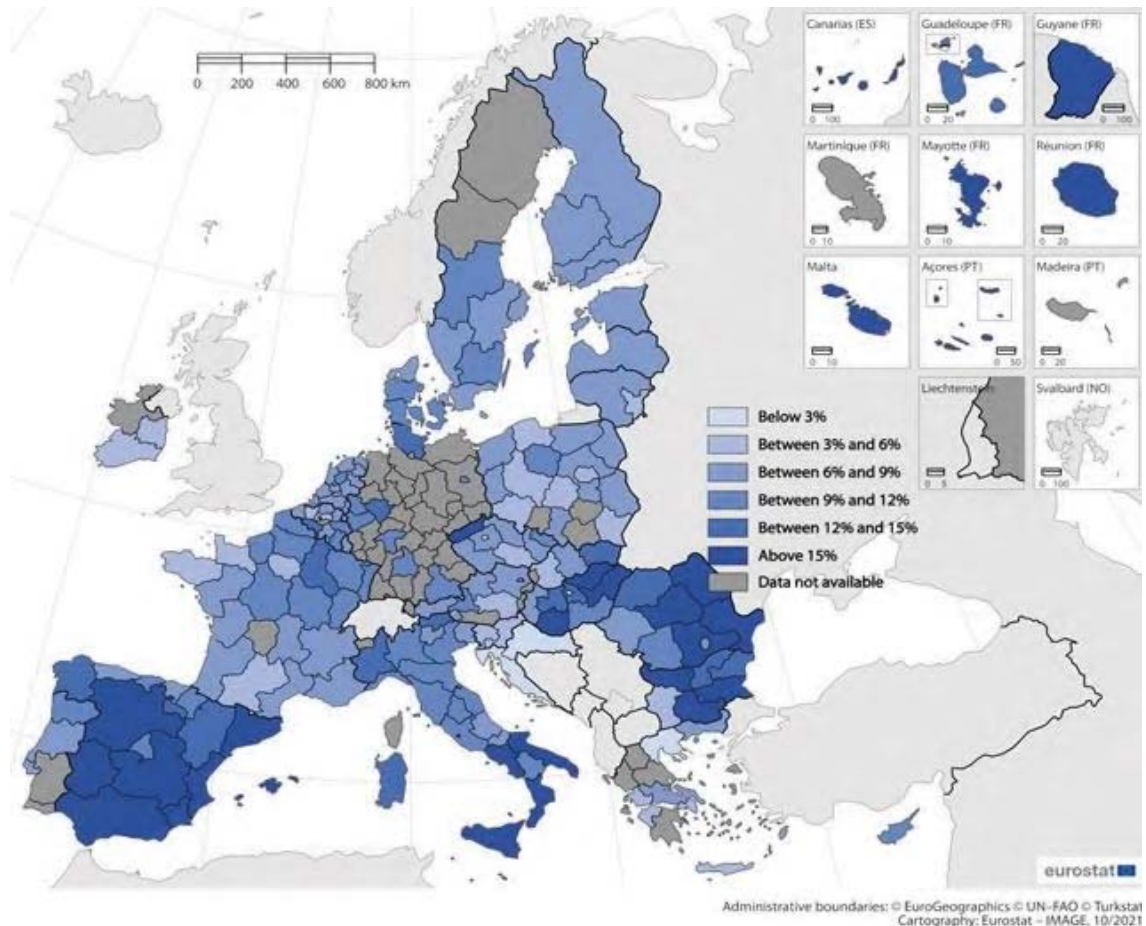 0 200 400 600 800 km
Canarias (ES)
0 100
Guadeloupe (FR)
0 20
Guyane (FR)
0 100
Martinique (FR)
0 10
Mayotte (FR)
0 10
Réunion (FR)
0 20
Malta
0 10
Açores (PT)
0 50
Madeira (PT)
0 20
Liechtenstein
0 5
Svalbard (NO)
0 100
Below 3%
Between 3% and 6%
Between 6% and 9%
Between 9% and 12%
Between 12% and 15%
Above 15%
Data not available
eurostat
Administrative boundaries: © EuroGeographics © UN–FAO © Turkstat
Cartography: Eurostat – IMAGE, 10/2021